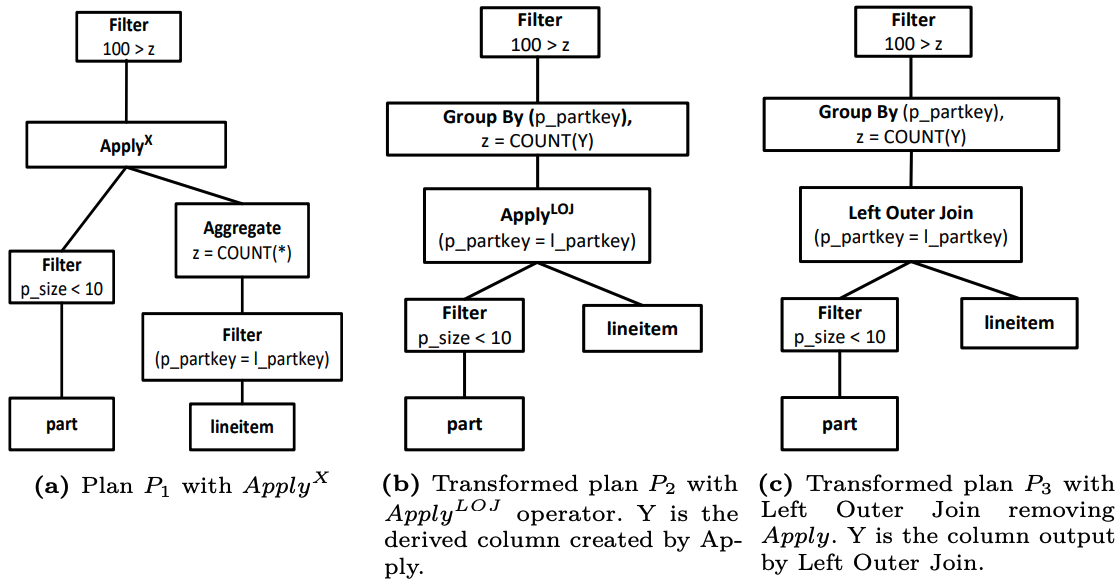 Filter
100 > z
Apply^X
Aggregate
z = COUNT(*)
Filter
p_size < 10
Filter
(p_partkey = l_partkey)
part
lineitem
(a) Plan P_1 with Apply^X
Filter
100 > z
Group By (p_partkey),
z = COUNT(Y)
Apply^LOJ
(p_partkey = l_partkey)
Filter
p_size < 10
lineitem
part
(b) Transformed plan P_2 with
Apply^LOJ operator. Y is the
derived column created by Ap-
ply.
Filter
100 > z
Group By (p_partkey),
z = COUNT(Y)
Left Outer Join
(p_partkey = l_partkey)
Filter
p_size < 10
lineitem
part
(c) Transformed plan P_3 with
Left Outer Join removing
Apply. Y is the column output
by Left Outer Join.